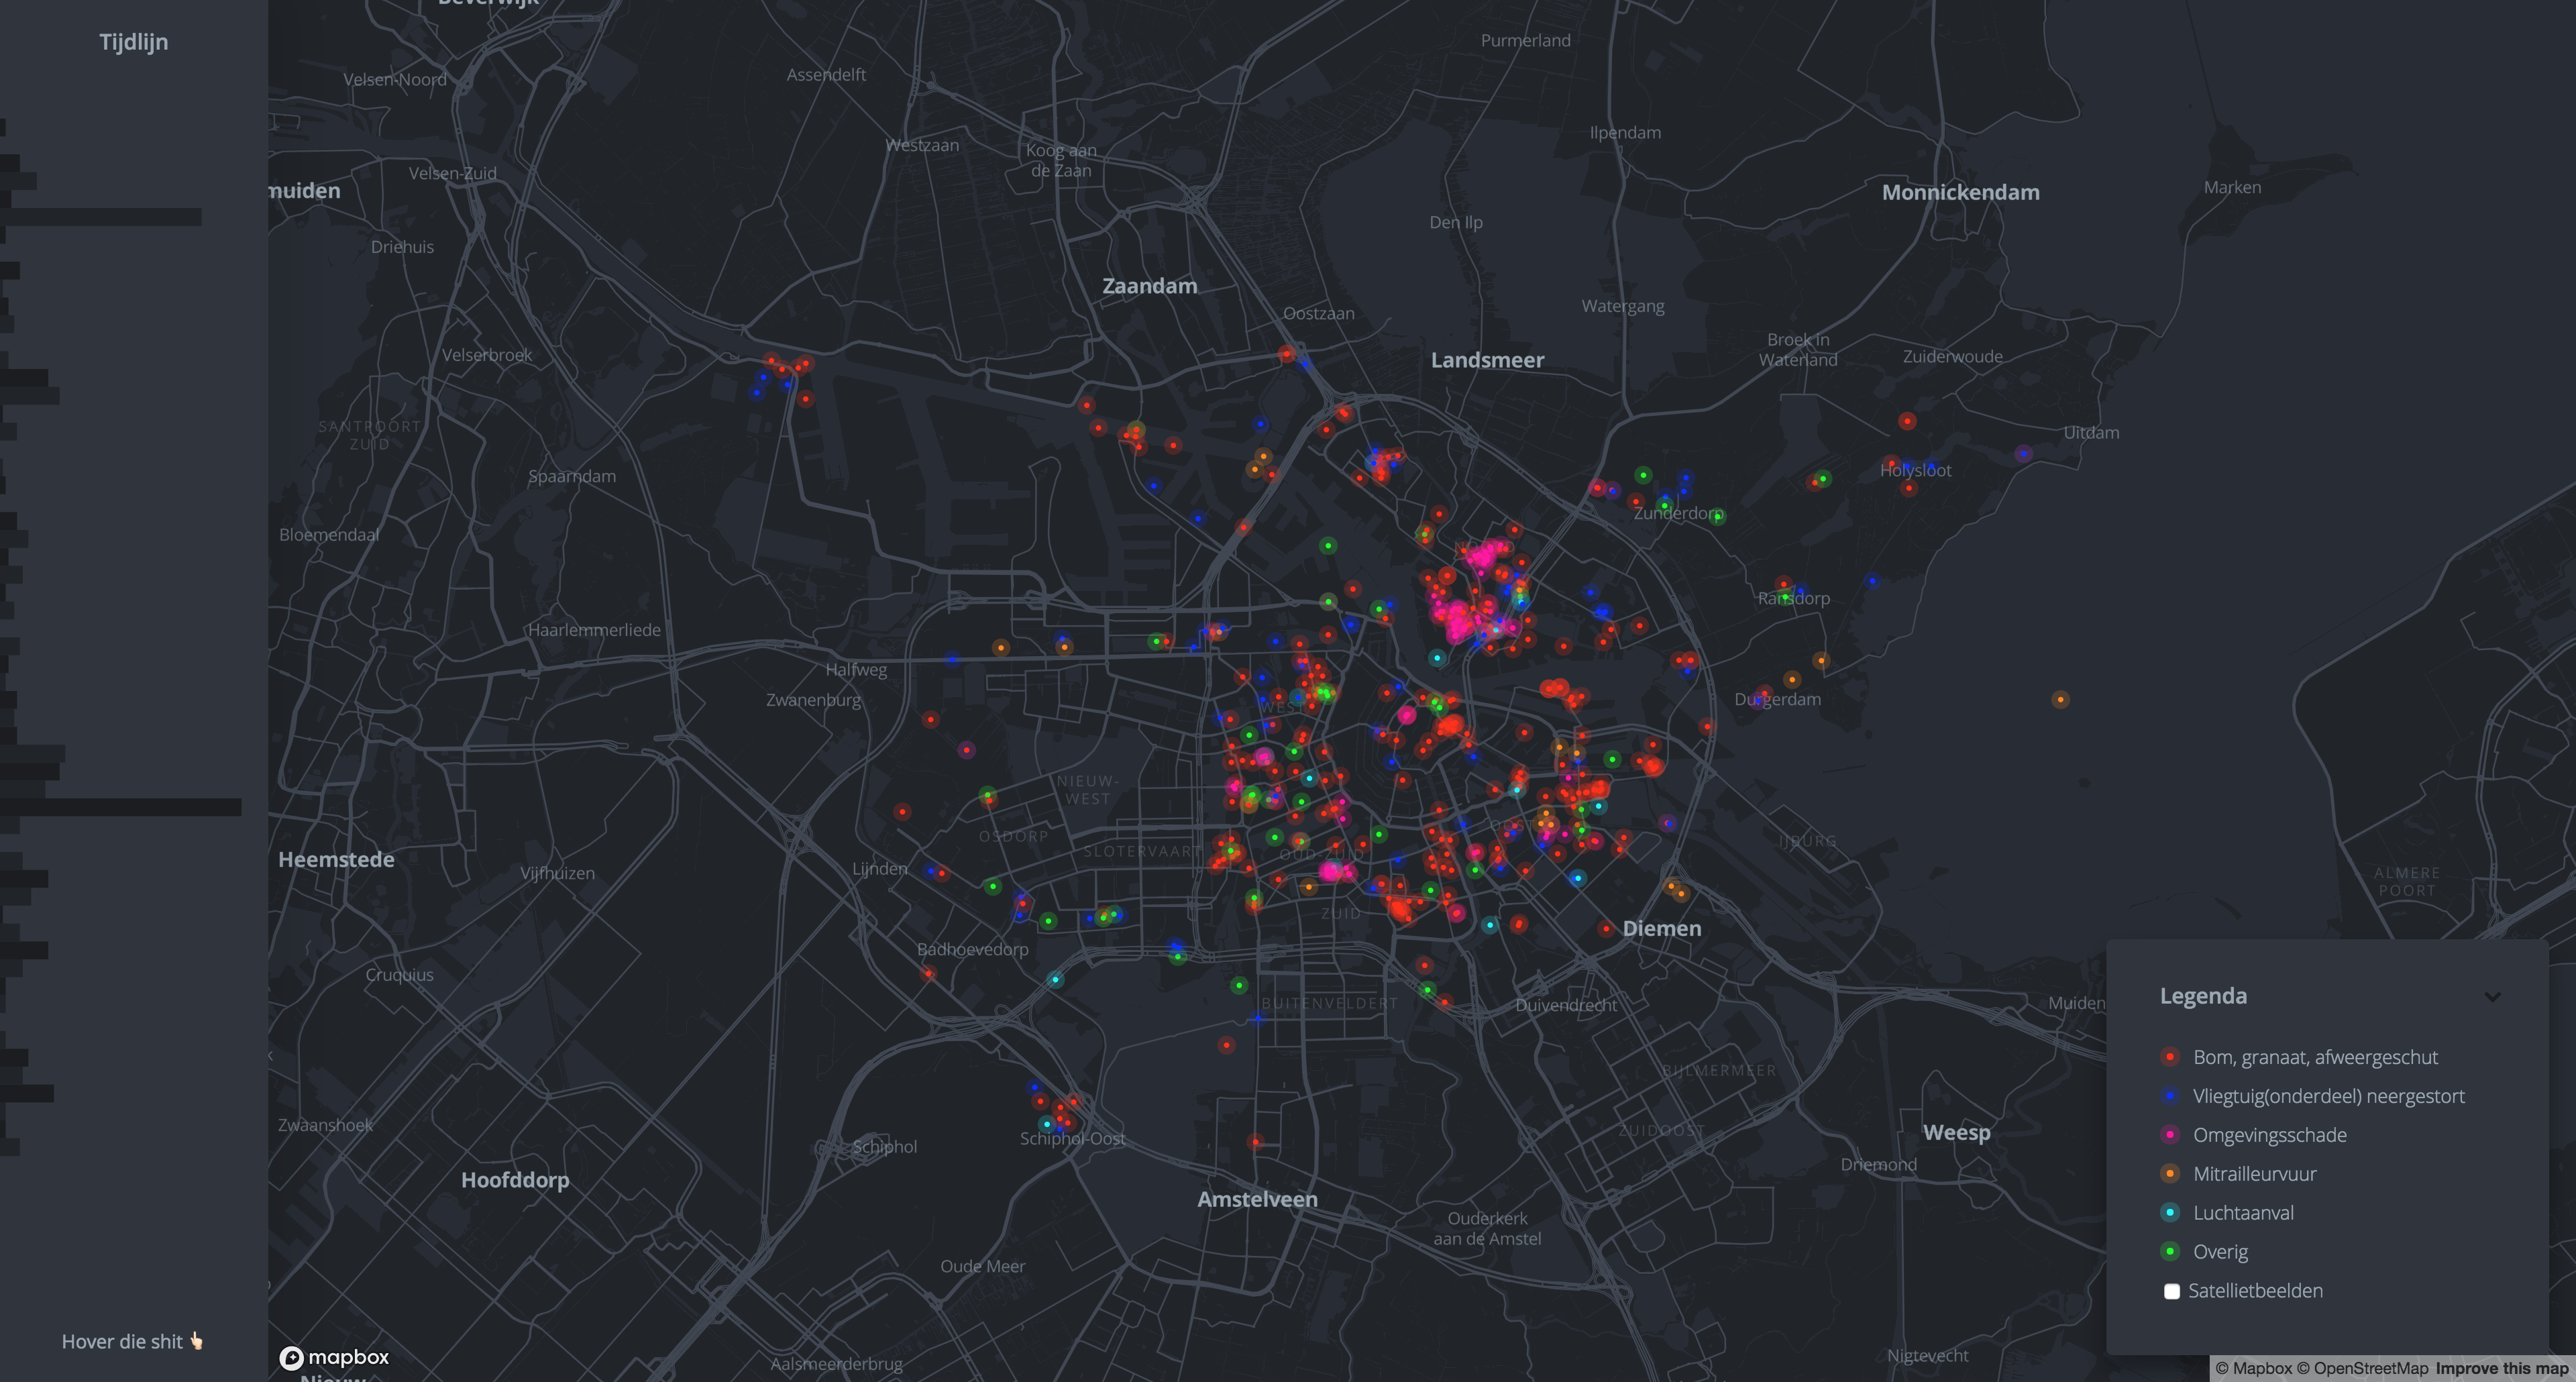 Tijdlijn
Hover die shit
Beverwijk
Velsen-Noord
Assendelft
Purmerland
Westzaan
Koog aan
de Zaan
Ilpendam
Velsen-Zuid
muiden
Monnickendam
Marken
Den Ilp
Driehuis
Zaandam
Oostzaan
Watergang
Velserbroek
Landsmeer
Broek in
Waterland
Zuiderwoude
SANTPOORT
ZUID
Uitdam
Spaarndam
Holysloot
Zunderdorp
Bloemendaal
Ransdorp
Haarlemmerliede
Halfweg
Zwanenburg
Durgerdam
WEST
NIEUW-
WEST
OSDORP
OOST
IJBURG
SLOTERVAART
OUD-ZUID
Heemstede
Vijfhuizen
Lijnden
ALMERE
POORT
ZUID
Diemen
Badhoevedorp
Cruquius
BUITENVELDERT
Duivendrecht
Muiden
BIJLMERMEER
Zwaanshoek
Schiphol
Schiphol-Oost
ZUIDOOST
Weesp
Driemond
Hoofddorp
Amstelveen
Ouderkerk
aan de Amstel
Oude Meer
Aalsmeerderbrug
Nigtevecht
Nieuw
mapbox
Legenda
Bom, granaat, afweergeschut
Vliegtuig(onderdeel) neergestort
Omgevingsschade
Mitrailleurvuur
Luchtaanval
Overig
Satellietbeelden
© Mapbox © OpenStreetMap Improve this map